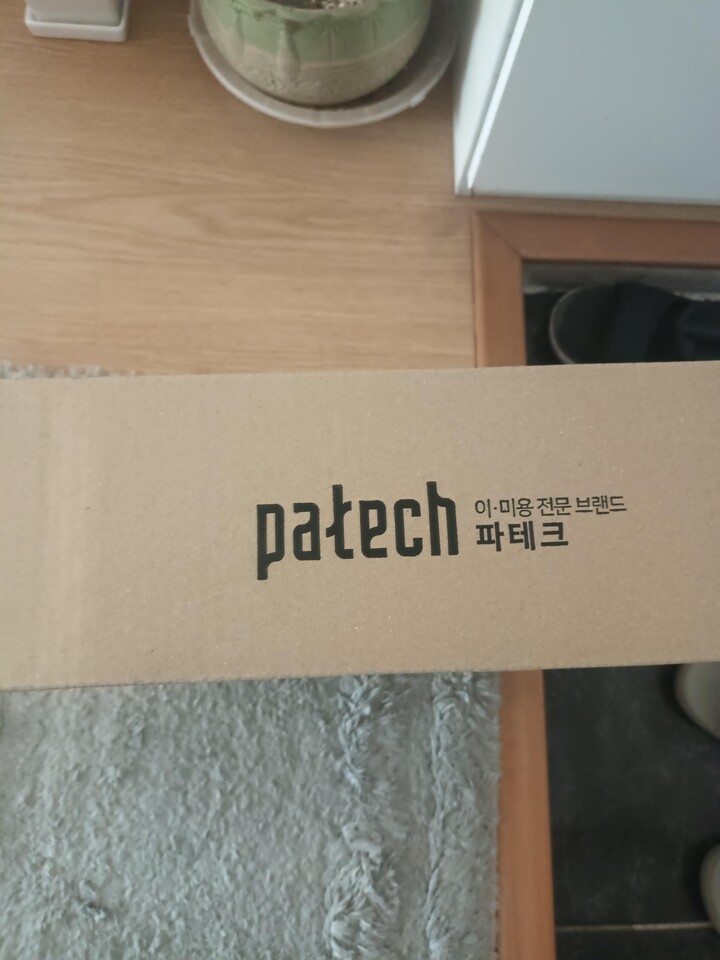 patech
이·미용 전문 브랜드
파테크